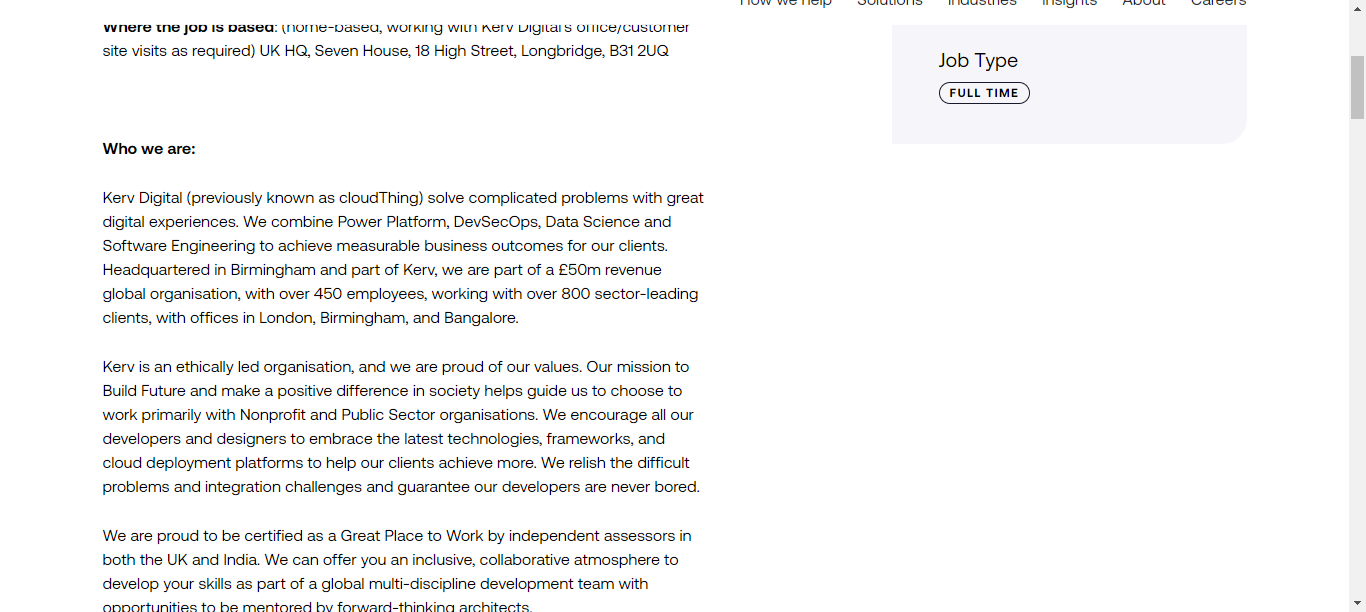 How we help Solutions Industries Insights About Careers
Where the job is based: (home-based, working with Kerv Digital's office/customer
site visits as required) UK HQ, Seven House, 18 High Street, Longbridge, B31 2UQ
Job Type
FULL TIME
Who we are:
Kerv Digital (previously known as cloudThing) solve complicated problems with great
digital experiences. We combine Power Platform, DevSecOps, Data Science and
Software Engineering to achieve measurable business outcomes for our clients.
Headquartered in Birmingham and part of Kerv, we are part of a £50m revenue
global organisation, with over 450 employees, working with over 800 sector-leading
clients, with offices in London, Birmingham, and Bangalore.
Kerv is an ethically led organisation, and we are proud of our values. Our mission to
Build Future and make a positive difference in society helps guide us to choose to
work primarily with Nonprofit and Public Sector organisations. We encourage all our
developers and designers to embrace the latest technologies, frameworks, and
cloud deployment platforms to help our clients achieve more. We relish the difficult
problems and integration challenges and guarantee our developers are never bored.
We are proud to be certified as a Great Place to Work by independent assessors in
both the UK and India. We can offer you an inclusive, collaborative atmosphere to
develop your skills as part of a global multi-discipline development team with
opportunities to be mentored by forward-thinking architects.